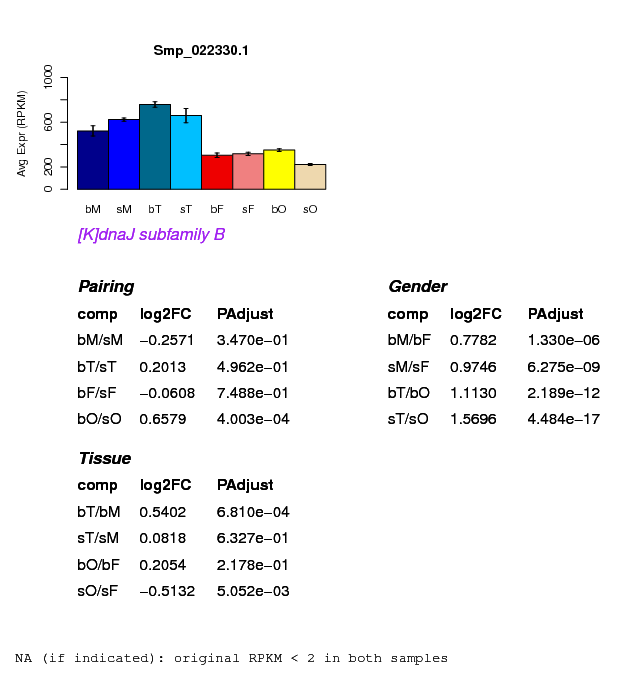 Smp_022330.1
Avg Expr (RPKM)
0 200 600 1000
bM sM bT sT bF sF bO sO
[K]dnaJ subfamily B
Pairing
comp log2FC PAdjust
bM/sM −0.2571 3.470e−01
bT/sT 0.2013 4.962e−01
bF/sF −0.0608 7.488e−01
bO/sO 0.6579 4.003e−04
Gender
comp log2FC PAdjust
bM/bF 0.7782 1.330e−06
sM/sF 0.9746 6.275e−09
bT/bO 1.1130 2.189e−12
sT/sO 1.5696 4.484e−17
Tissue
comp log2FC PAdjust
bT/bM 0.5402 6.810e−04
sT/sM 0.0818 6.327e−01
bO/bF 0.2054 2.178e−01
sO/sF −0.5132 5.052e−03
NA (if indicated): original RPKM < 2 in both samples